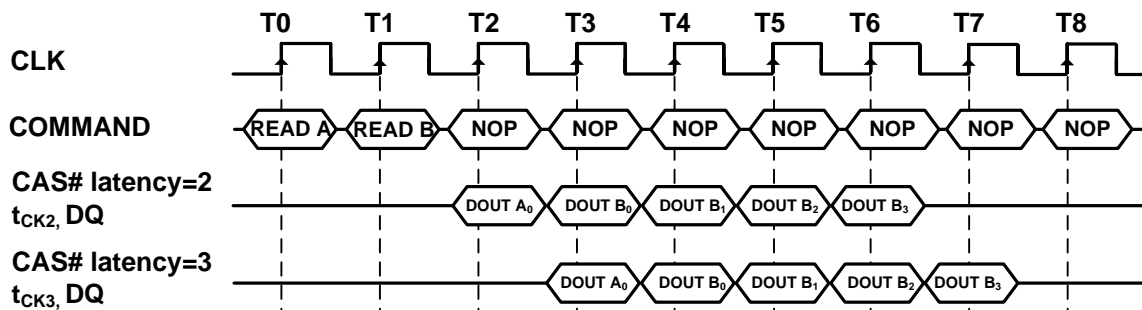 T0 T1 T2 T3 T4 T5 T6 T7 T8
CLK
COMMAND READ A READ B NOP NOP NOP NOP NOP NOP NOP
CAS# latency=2
tCK2, DQ DOUT A0 DOUT B0 DOUT B1 DOUT B2 DOUT B3
CAS# latency=3
tCK3, DQ DOUT A0 DOUT B0 DOUT B1 DOUT B2 DOUT B3